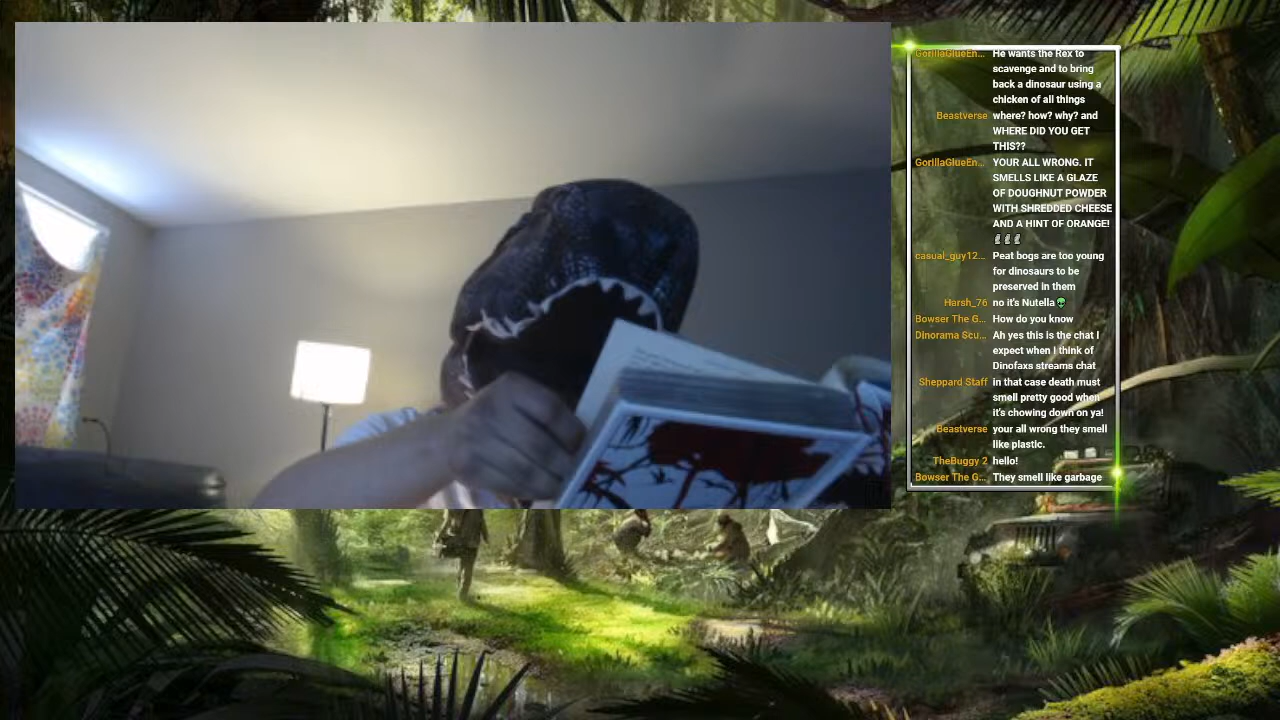 GorillaGlueEn... He wants the Rex to
scavenge and to bring
back a dinosaur using a
chicken of all things
Beastverse where? how? why? and
WHERE DID YOU GET
THIS??
GorillaGlueEn... YOUR ALL WRONG. IT
SMELLS LIKE A GLAZE
OF DOUGHNUT POWDER
WITH SHREDDED CHEESE
AND A HINT OF ORANGE!
casual_guy12... Peat bogs are too young
for dinosaurs to be
preserved in them
Harsh_76 no it's Nutella
Bowser The G... How do you know
Dinorama Scu... Ah yes this is the chat I
expect when I think of
Dinofaxs streams chat
Sheppard Staff in that case death must
smell pretty good when
it's chowing down on ya!
Beastverse your all wrong they smell
like plastic.
TheBuggy 2 hello!
Bowser The G... They smell like garbage